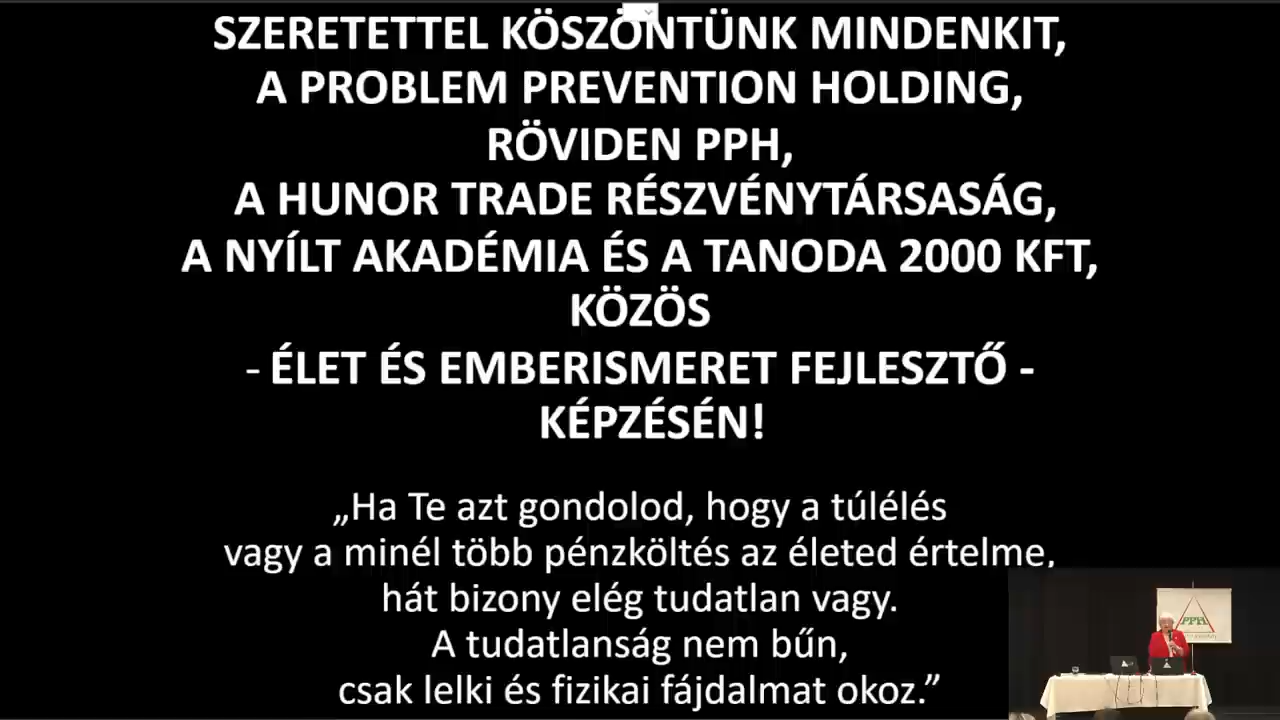 SZERETETTEL KÖSZÖNTÜNK MINDENKIT,
A PROBLEM PREVENTION HOLDING,
RÖVIDEN PPH,
A HUNOR TRADE RÉSZVÉNYTÁRSASÁG,
A NYÍLT AKADÉMIA ÉS A TANODA 2000 KFT,
KÖZÖS
- ÉLET ÉS EMBERISMERET FEJLESZTŐ -
KÉPZÉSÉN!
„Ha Te azt gondolod, hogy a túlélés
vagy a minél több pénzköltés az életed értelme,
hát bizony elég tudatlan vagy.
A tudatlanság nem bűn,
csak lelki és fizikai fájdalmat okoz.”
PPH